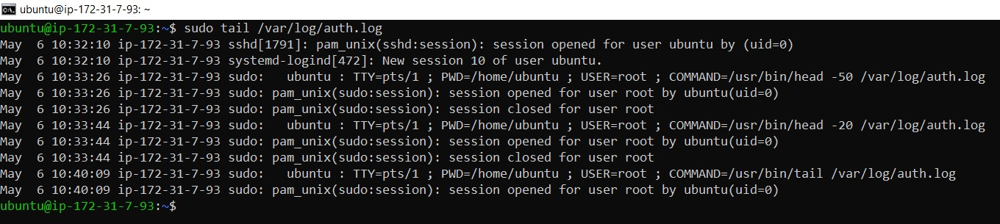 ubuntu@ip-172-31-7-93: ~
ubuntu@ip-172-31-7-93:~$ sudo tail /var/log/auth.log
May  6 10:32:10 ip-172-31-7-93 sshd[1791]: pam_unix(sshd:session): session opened for user ubuntu by (uid=0)
May  6 10:32:10 ip-172-31-7-93 systemd-logind[472]: New session 10 of user ubuntu.
May  6 10:33:26 ip-172-31-7-93 sudo:   ubuntu : TTY=pts/1 ; PWD=/home/ubuntu ; USER=root ; COMMAND=/usr/bin/head -50 /var/log/auth.log
May  6 10:33:26 ip-172-31-7-93 sudo: pam_unix(sudo:session): session opened for user root by ubuntu(uid=0)
May  6 10:33:26 ip-172-31-7-93 sudo: pam_unix(sudo:session): session closed for user root
May  6 10:33:44 ip-172-31-7-93 sudo:   ubuntu : TTY=pts/1 ; PWD=/home/ubuntu ; USER=root ; COMMAND=/usr/bin/head -20 /var/log/auth.log
May  6 10:33:44 ip-172-31-7-93 sudo: pam_unix(sudo:session): session opened for user root by ubuntu(uid=0)
May  6 10:33:44 ip-172-31-7-93 sudo: pam_unix(sudo:session): session closed for user root
May  6 10:40:09 ip-172-31-7-93 sudo:   ubuntu : TTY=pts/1 ; PWD=/home/ubuntu ; USER=root ; COMMAND=/usr/bin/tail /var/log/auth.log
May  6 10:40:09 ip-172-31-7-93 sudo: pam_unix(sudo:session): session opened for user root by ubuntu(uid=0)
ubuntu@ip-172-31-7-93:~$